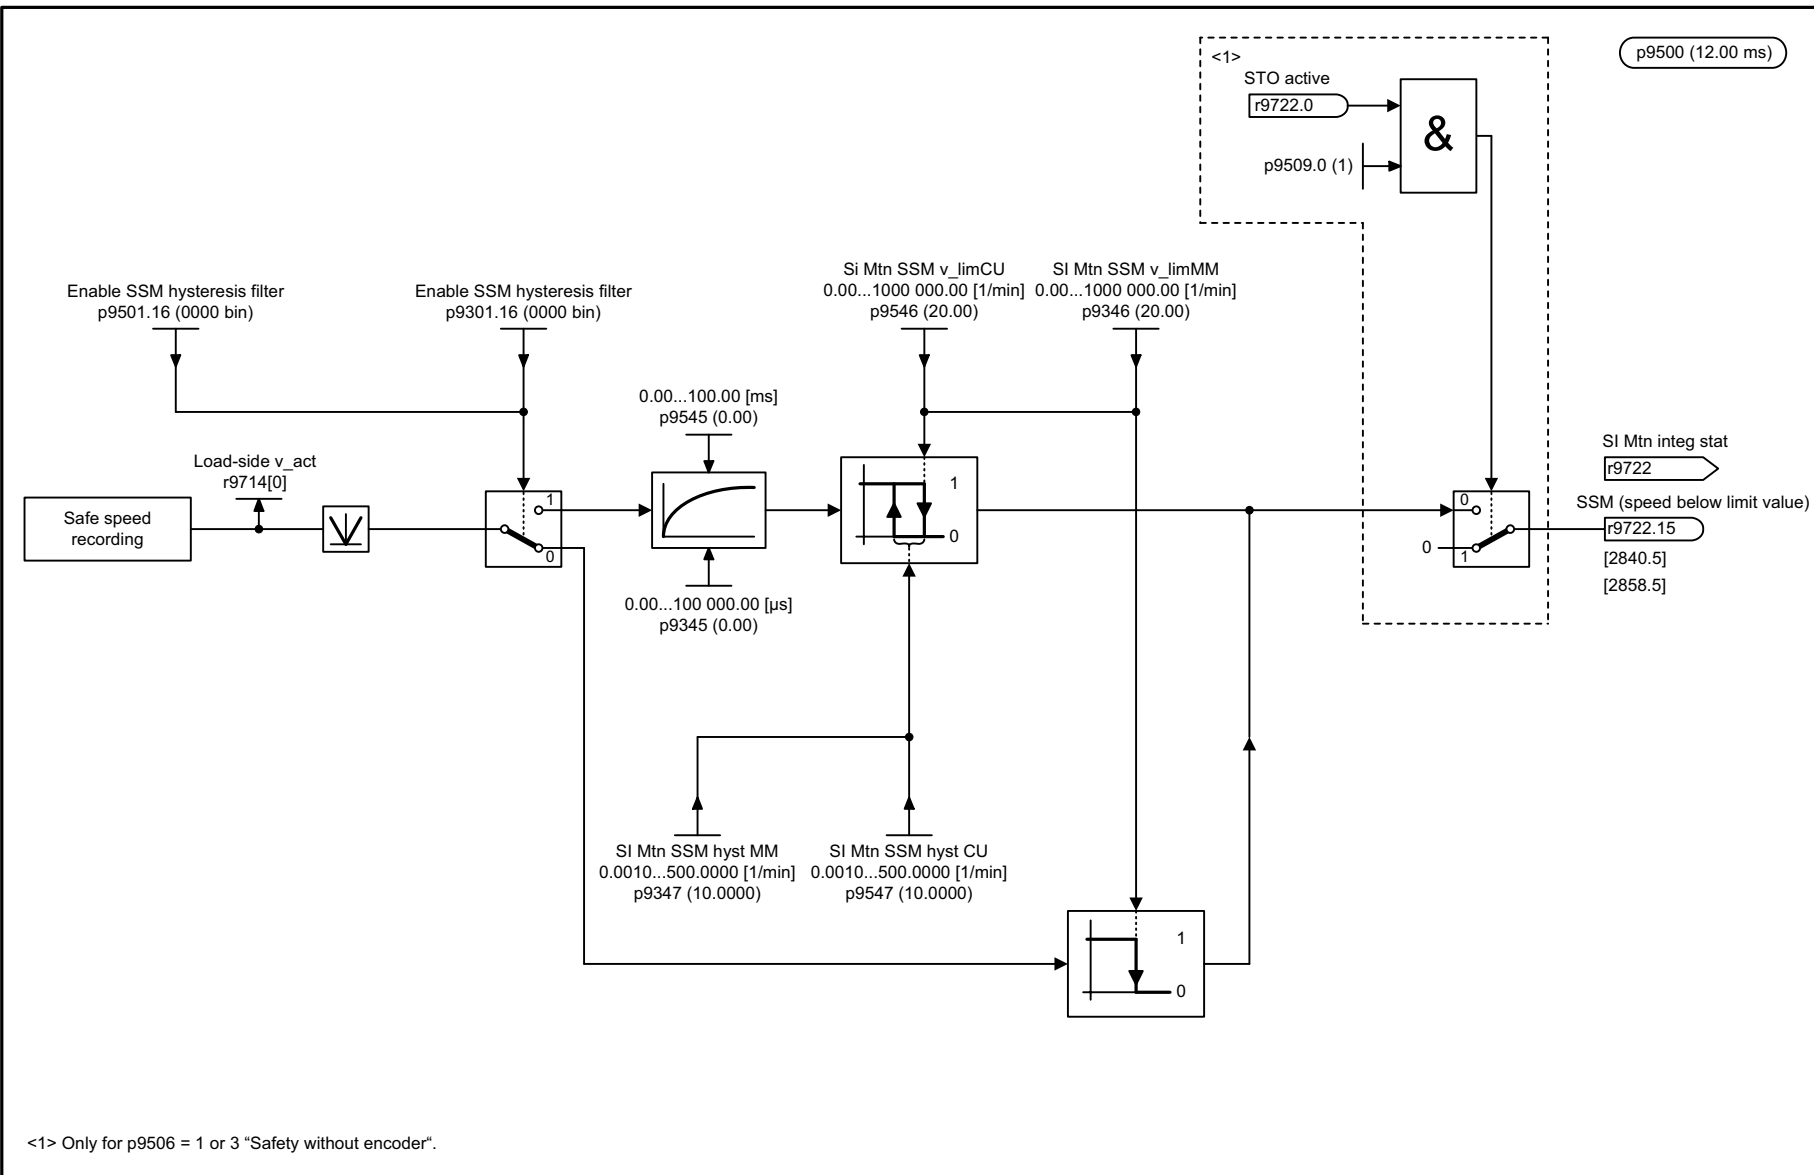 <1>
p9500 (12.00 ms)
STO active
r9722.0
&
p9509.0 (1)
Si Mtn SSM v_limCU
0.00...1000 000.00 [1/min]
p9546 (20.00)
SI Mtn SSM v_limMM
0.00...1000 000.00 [1/min]
p9346 (20.00)
Enable SSM hysteresis filter
p9501.16 (0000 bin)
Enable SSM hysteresis filter
p9301.16 (0000 bin)
0.00...100.00 [ms]
p9545 (0.00)
Load-side v_act
r9714[0]
Safe speed
recording
1
0
1
0
0.00...100 000.00 [µs]
p9345 (0.00)
0
0
1
SI Mtn integ stat
r9722
SSM (speed below limit value)
r9722.15
[2840.5]
[2858.5]
SI Mtn SSM hyst MM
0.0010...500.0000 [1/min]
p9347 (10.0000)
SI Mtn SSM hyst CU
0.0010...500.0000 [1/min]
p9547 (10.0000)
1
0
<1> Only for p9506 = 1 or 3 “Safety without encoder“.